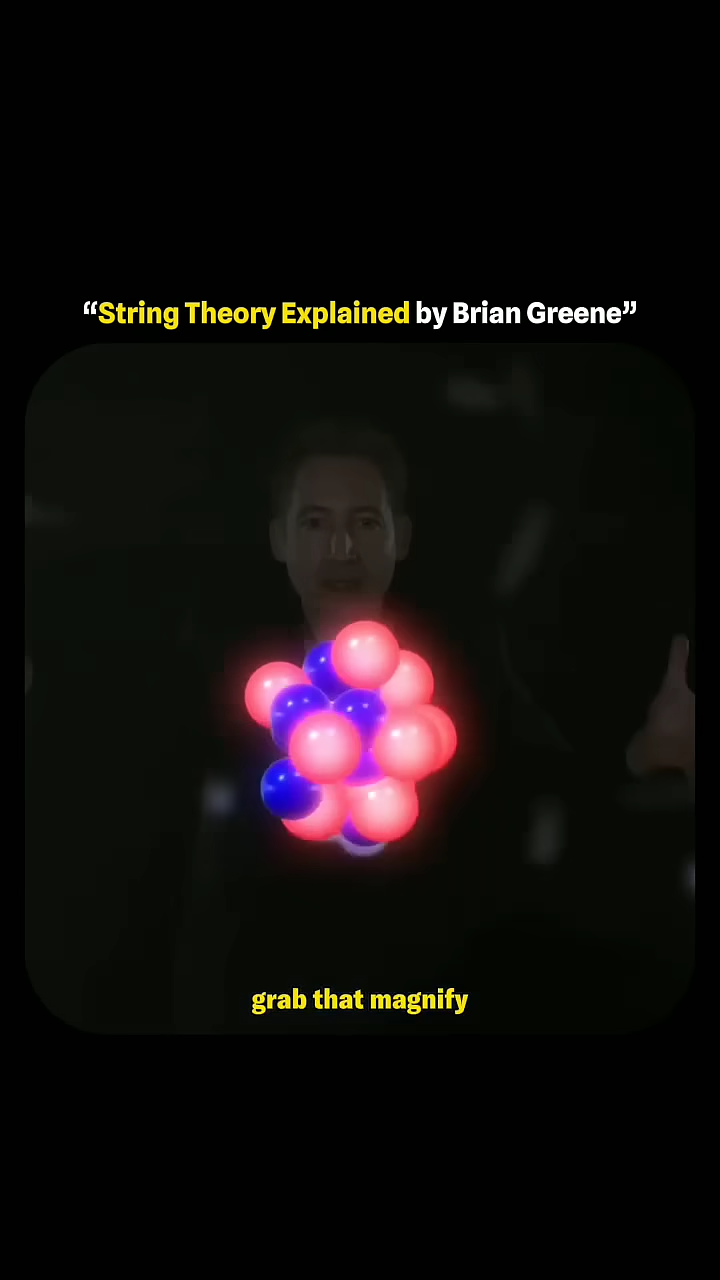 “String Theory Explained by Brian Greene”
grab that magnify